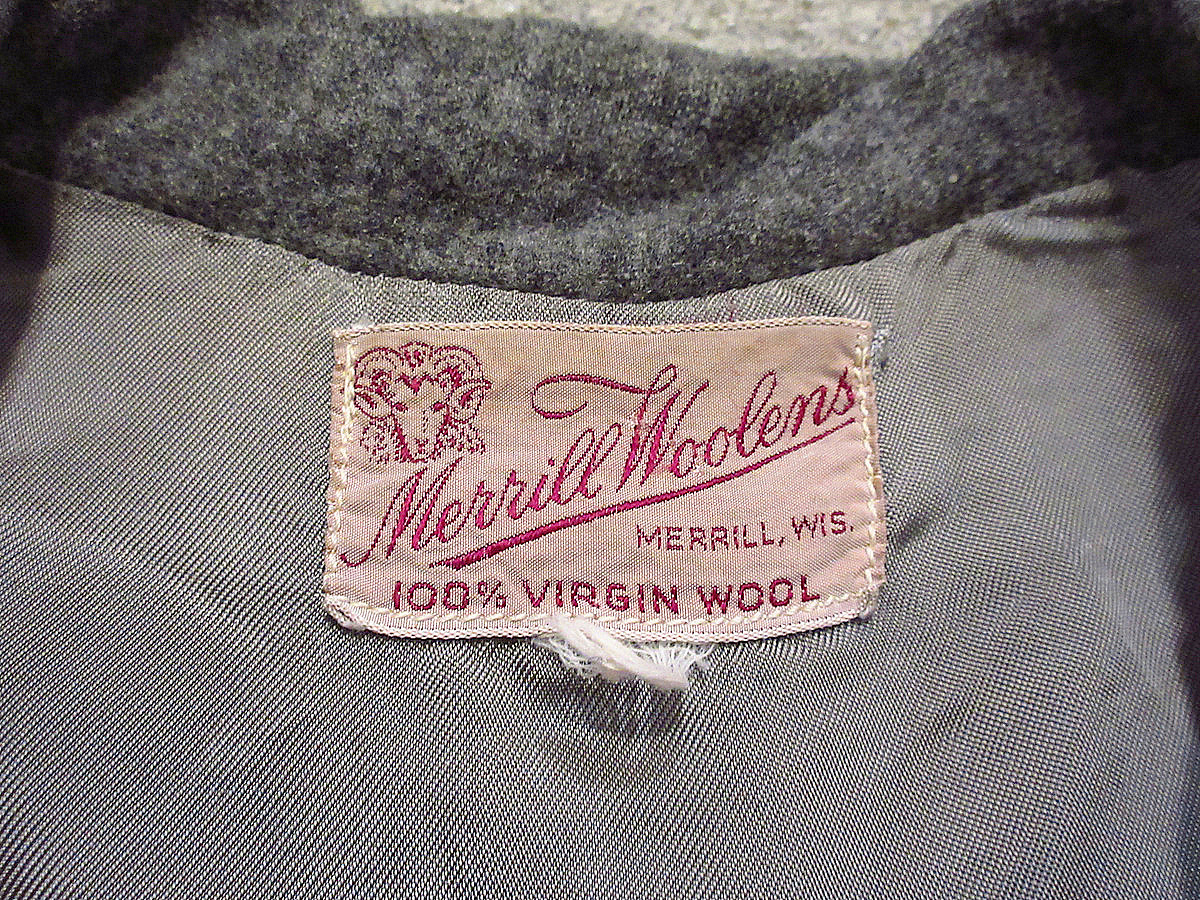 Merrill Woolens
MERRILL, WIS.
100% VIRGIN WOOL